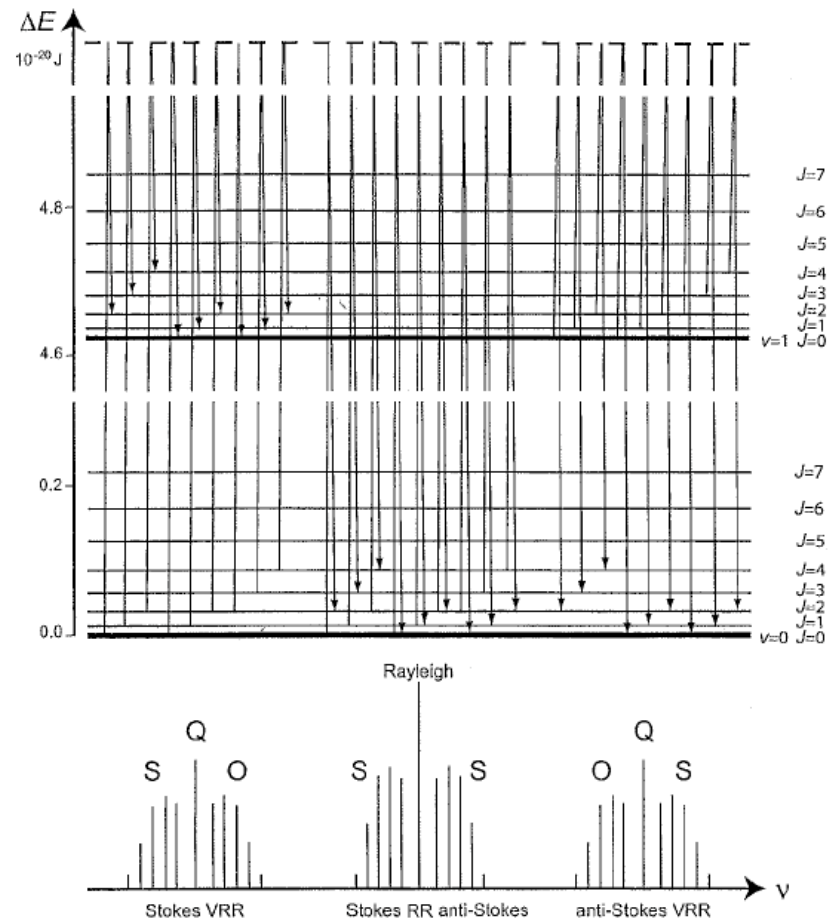 ΔE
10⁻²⁰ J
J=7
4.8
J=6
J=5
J=4
J=3
J=2
J=1
v=1 J=0
4.6
J=7
0.2
J=6
J=5
J=4
J=3
J=2
J=1
0.0
v=0 J=0
Rayleigh
Q
Q
S
O
S
S
O
S
ν
Stokes VRR
Stokes RR anti-Stokes
anti-Stokes VRR